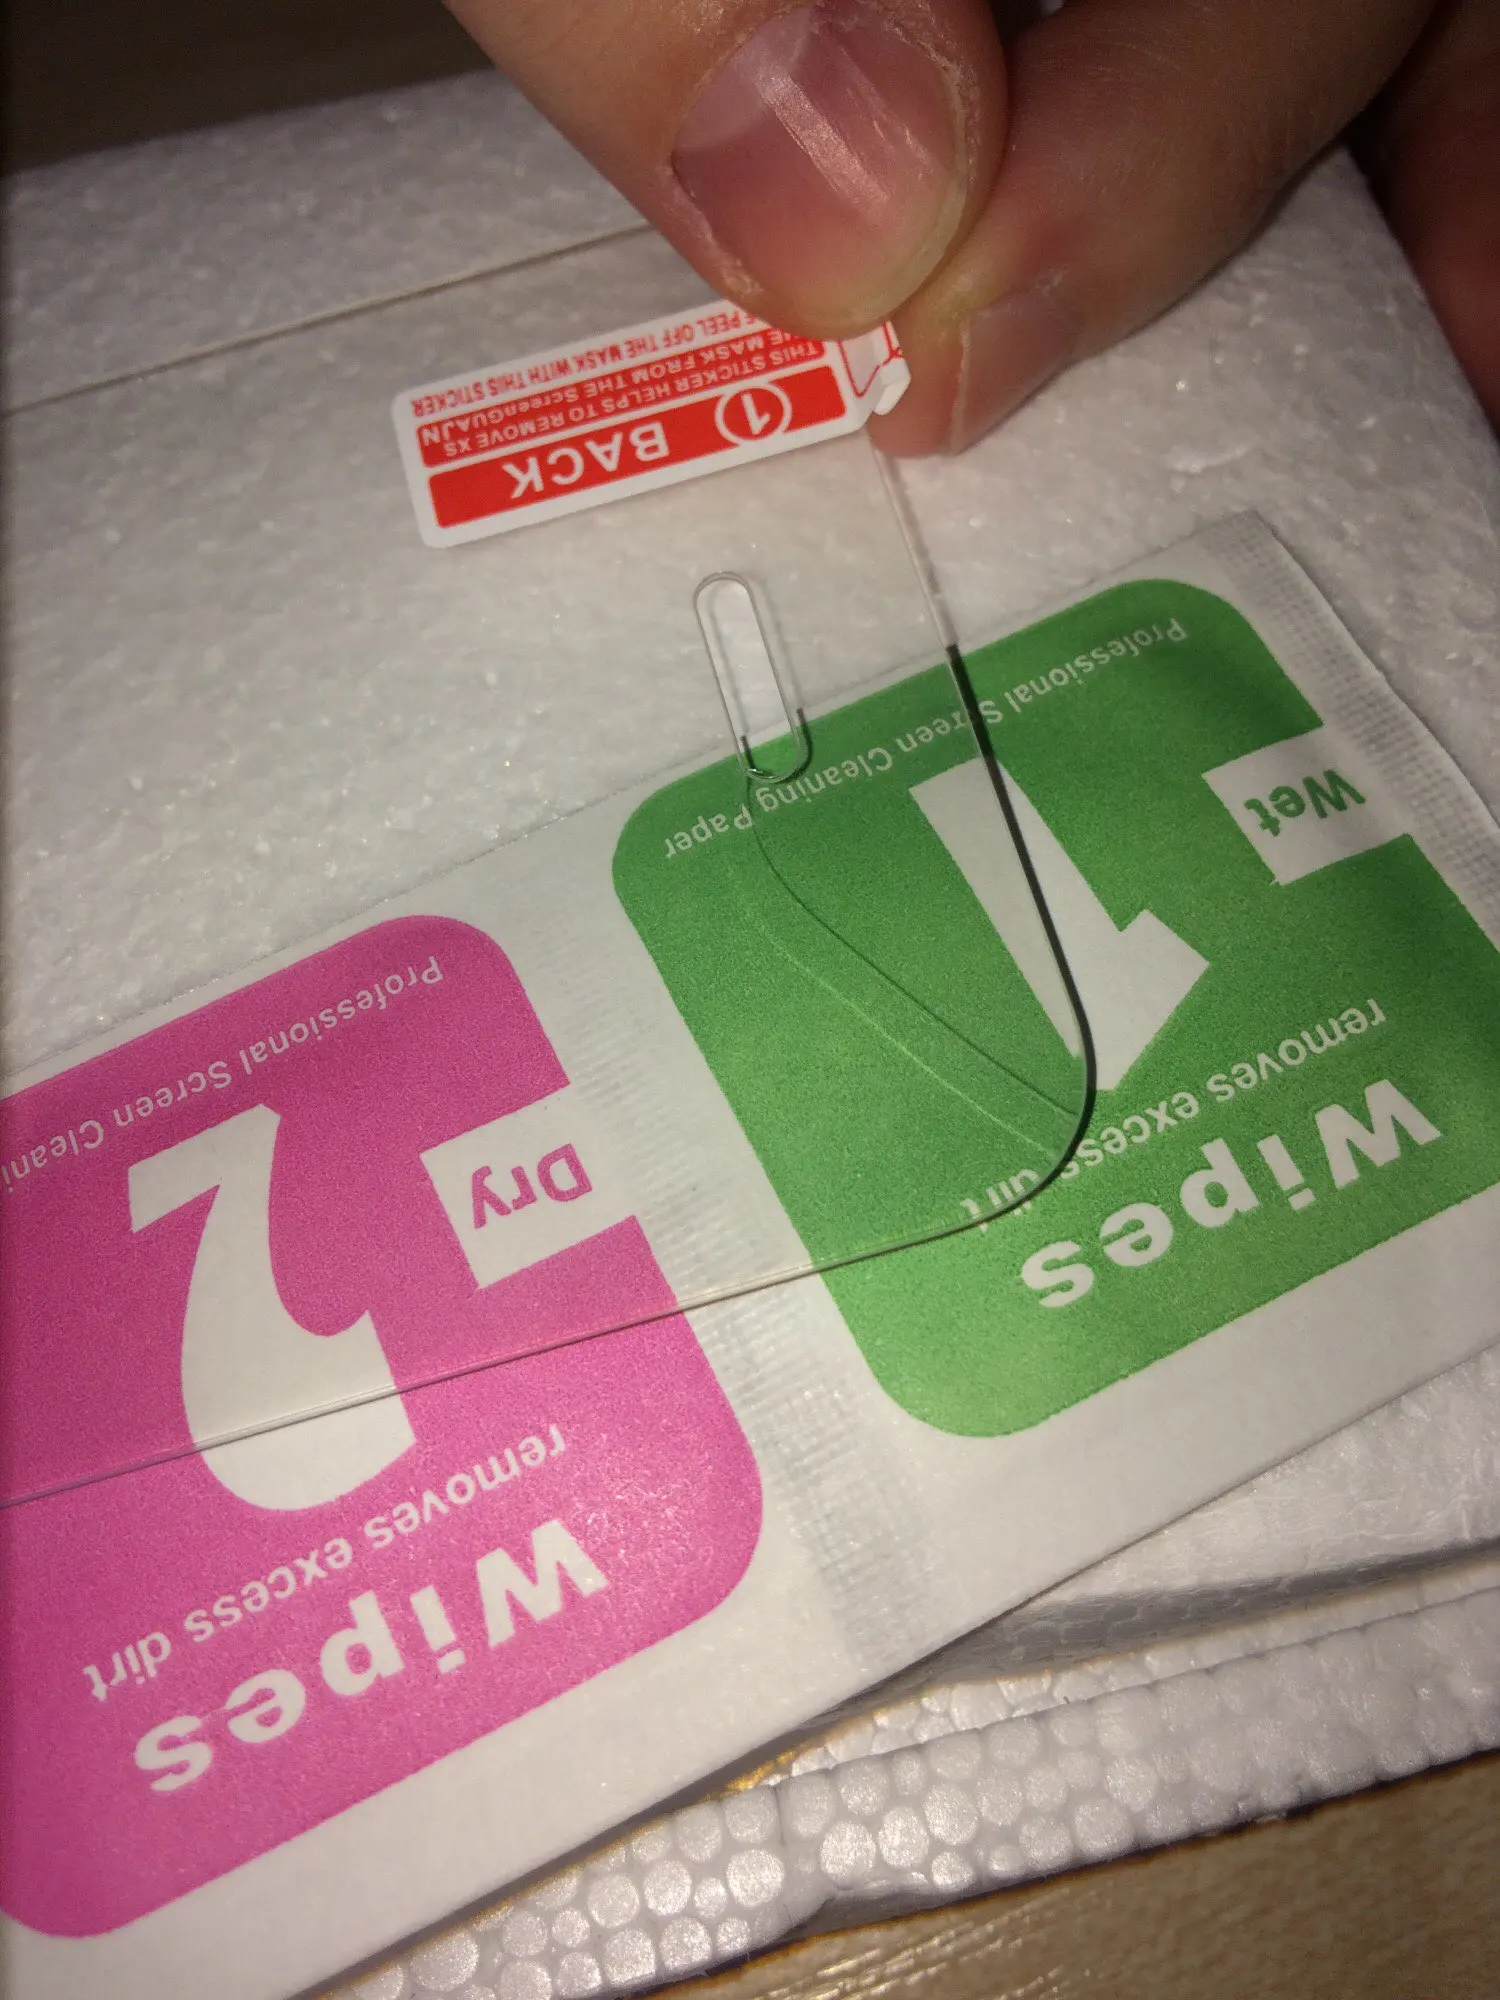 1 BACK
THIS STICKER HELPS TO REMOVE XS
HE MASK FROM THE ScreenGUAJN
PEEL OFF THE MASK WITH THIS STICKER
Wipes
removes excess dirt
1
Wet
Professional Screen Cleaning Paper
Wipes
removes excess dirt
2
Dry
Professional Screen Cleani